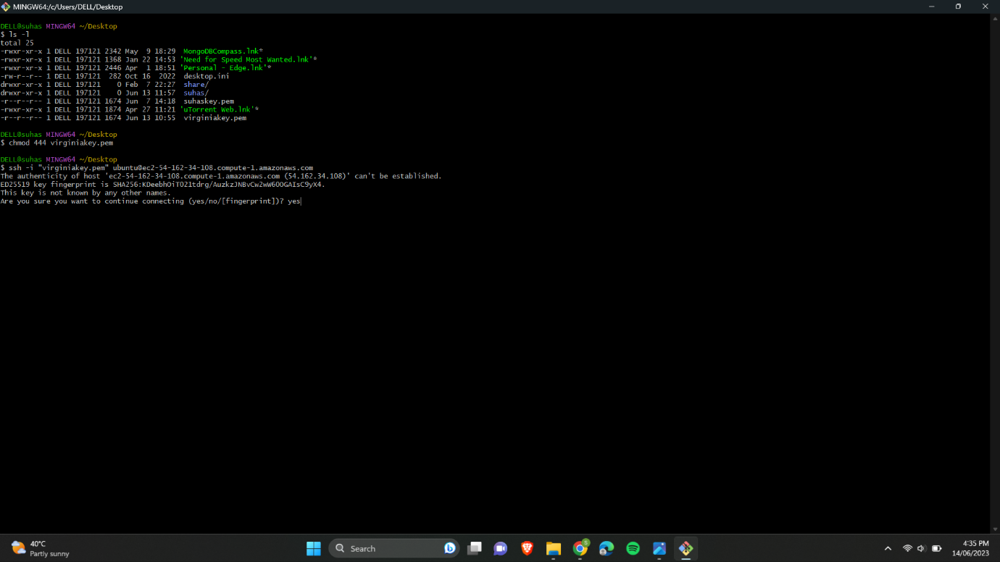 MINGW64:/c/Users/DELL/Desktop
DELL@suhas MINGW64 ~/Desktop
$ ls -l
total 25
-rwxr-xr-x 1 DELL 197121 2342 May  9 18:29  MongoDBCompass.lnk*
-rwxr-xr-x 1 DELL 197121 1368 Jan 22 14:53 'Need for Speed Most Wanted.lnk'*
-rwxr-xr-x 1 DELL 197121 2446 Apr  1 18:51 'Personal - Edge.lnk'*
-rw-r--r-- 1 DELL 197121  282 Oct 16  2022  desktop.ini
drwxr-xr-x 1 DELL 197121    0 Feb  7 22:27  share/
drwxr-xr-x 1 DELL 197121    0 Jun 13 11:57  suhas/
-r--r--r-- 1 DELL 197121 1674 Jun  7 14:18  suhaskey.pem
-rwxr-xr-x 1 DELL 197121 1874 Apr 27 11:21 'uTorrent Web.lnk'*
-r--r--r-- 1 DELL 197121 1674 Jun 13 10:55  virginiakey.pem
DELL@suhas MINGW64 ~/Desktop
$ chmod 444 virginiakey.pem
DELL@suhas MINGW64 ~/Desktop
$ ssh -i "virginiakey.pem" ubuntu@ec2-54-162-34-108.compute-1.amazonaws.com
The authenticity of host 'ec2-54-162-34-108.compute-1.amazonaws.com (54.162.34.108)' can't be established.
ED25519 key fingerprint is SHA256:KDeebhOiTO21tdrg/AuzkzJNBvCw2wW6OOGAIsC9yX4.
This key is not known by any other names.
Are you sure you want to continue connecting (yes/no/[fingerprint])? yes
40°C
Partly sunny
Search
4:35 PM
14/06/2023